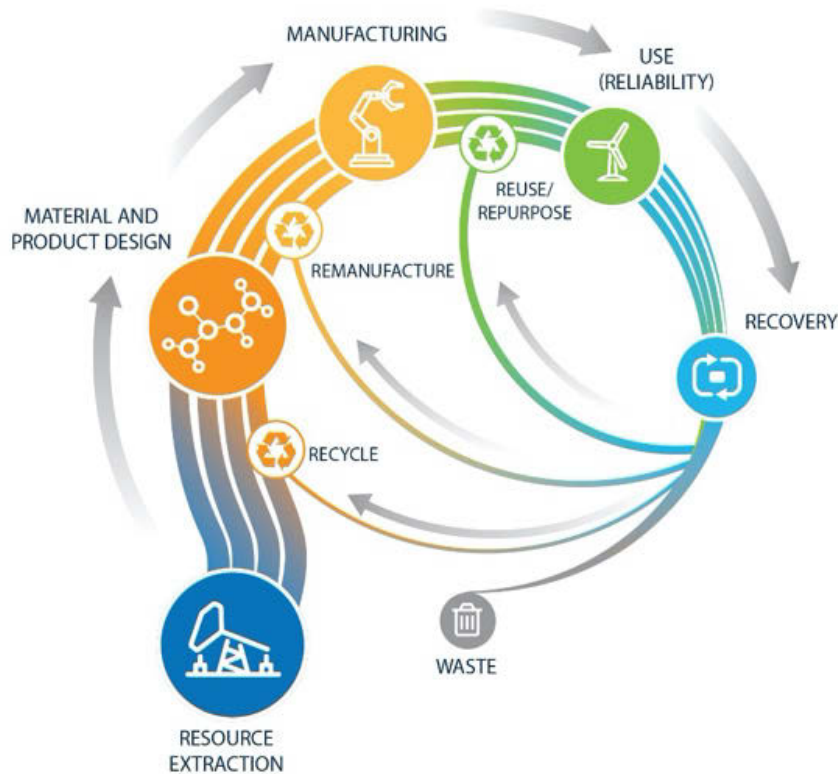 MANUFACTURING
USE
(RELIABILITY)
REUSE/
REPURPOSE
MATERIAL AND
PRODUCT DESIGN
REMANUFACTURE
RECOVERY
RECYCLE
WASTE
RESOURCE
EXTRACTION